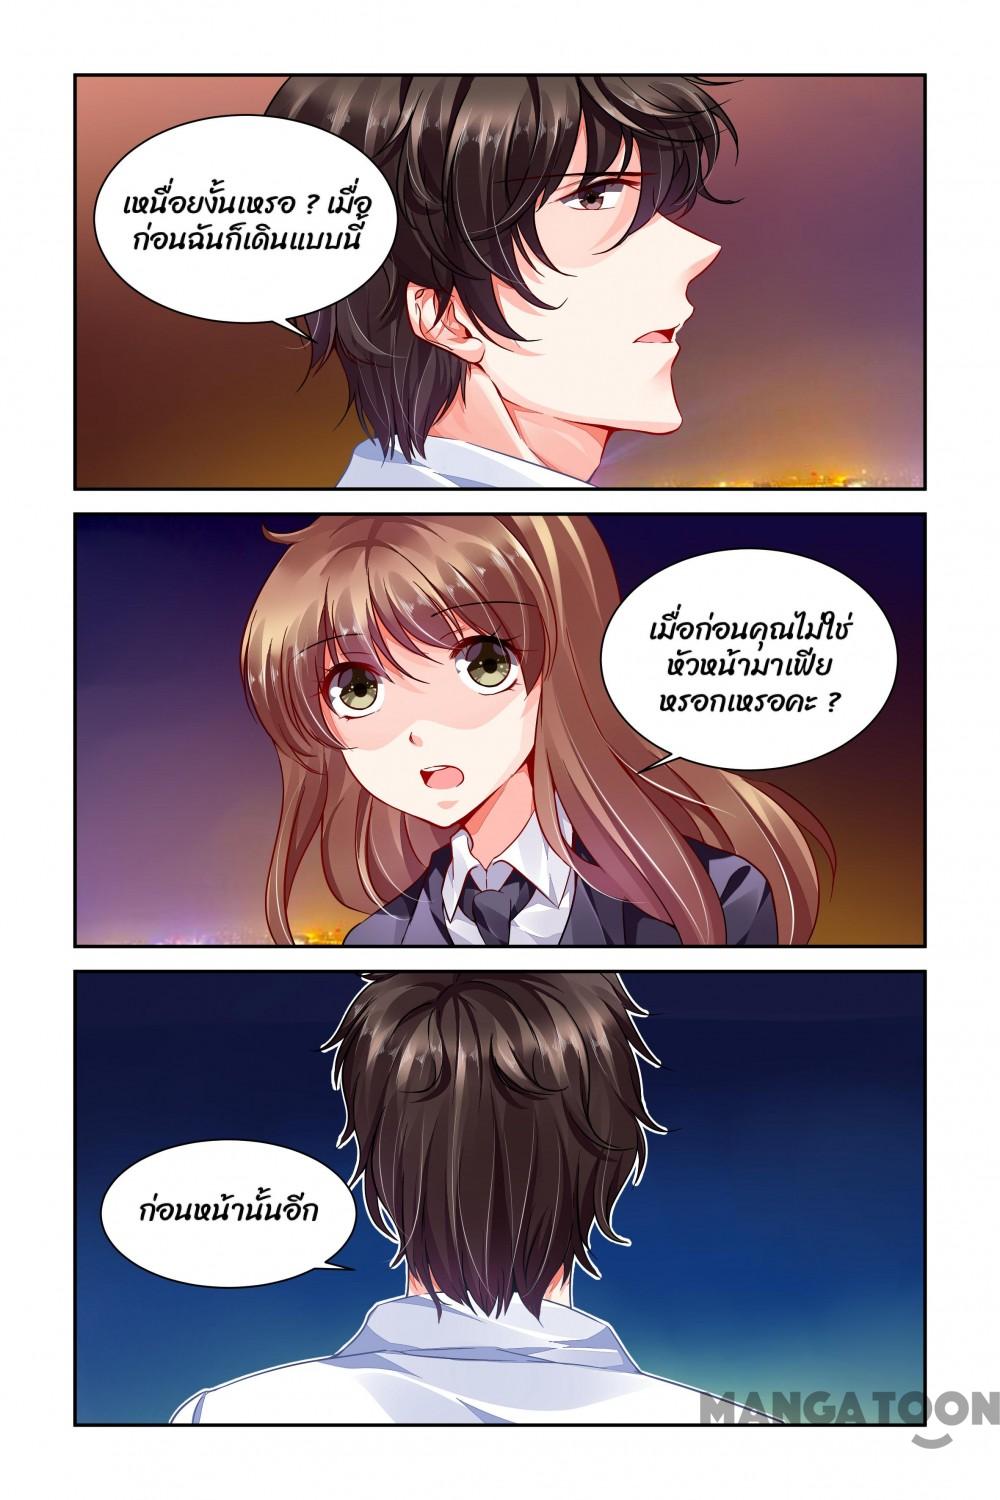 เหนื่อยงั้นเหรอ ? เมื่อ
ก่อนฉันก็เดินแบบนี้
เมื่อก่อนคุณไม่ใช่
หัวหน้ามาเฟีย
หรอกเหรอคะ ?
ก่อนหน้านั้นอีก
MANGATOON